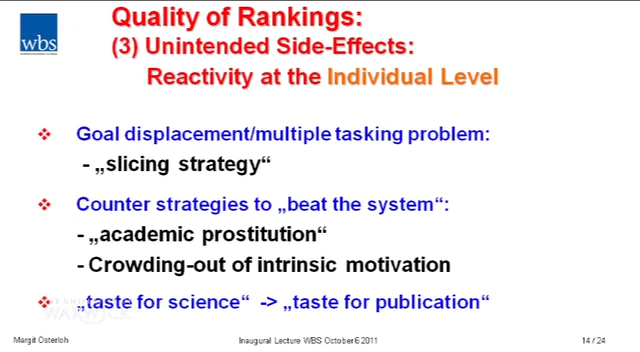 Quality of Rankings:
wbs
(3) Unintended Side-Effects:
Reactivity at the Individual Level
Goal displacement/multiple tasking problem:
- „slicing strategy“
Counter strategies to „beat the system“:
- „academic prostitution“
- Crowding-out of intrinsic motivation
„taste for science“ -> „taste for publication“
WARWICK
Margit Osterloh Inaugural Lecture WBS October 6 2011 14 / 24